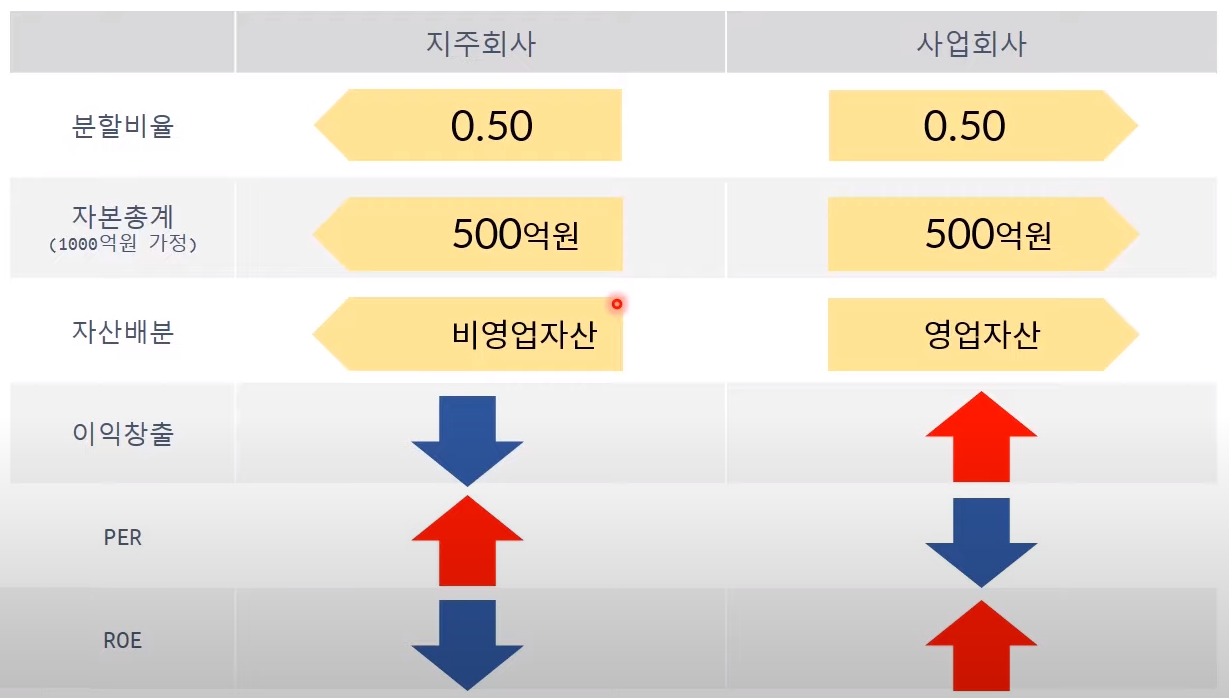 지주회사 사업회사
분할비율 0.50 0.50
자본총계 500억원 500억원
(1000억원 가정)
자산배분 비영업자산 영업자산
이익창출
PER
ROE